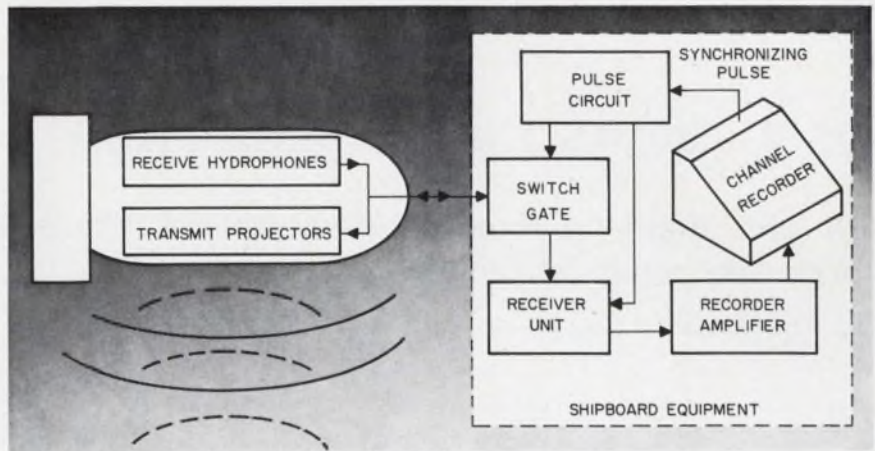 RECEIVE HYDROPHONES
TRANSMIT PROJECTORS
PULSE
CIRCUIT
SYNCHRONIZING
PULSE
SWITCH
GATE
CHANNEL
RECORDER
RECEIVER
UNIT
RECORDER
AMPLIFIER
SHIPBOARD EQUIPMENT